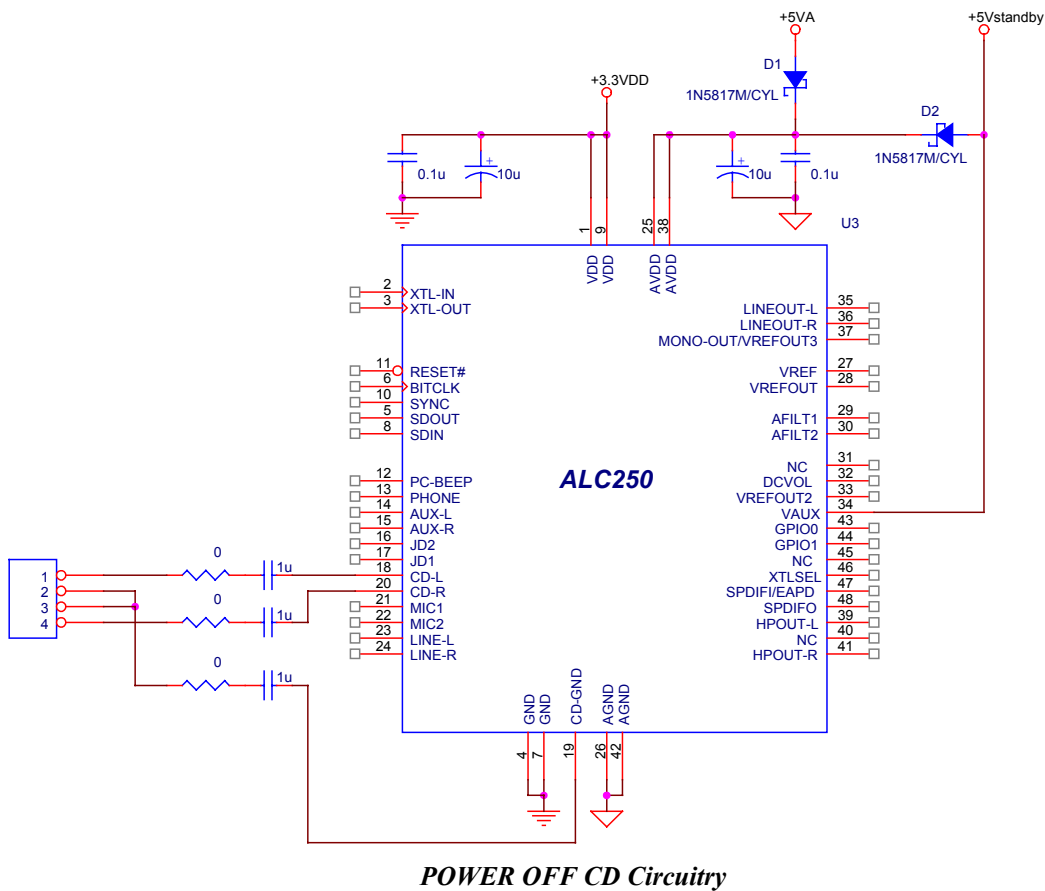 +5VA
+5Vstandby
D1
1N5817M/CYL
+3.3VDD
D2
1N5817M/CYL
0.1u
+
10u
+
10u
0.1u
U3
1
9
25
38
VDD
VDD
AVDD
AVDD
2
XTL-IN
3
XTL-OUT
11
RESET#
6
BITCLK
10
SYNC
5
SDOUT
8
SDIN
12
PC-BEEP
13
PHONE
14
AUX-L
15
AUX-R
16
JD2
17
JD1
18
CD-L
20
CD-R
21
MIC1
22
MIC2
23
LINE-L
24
LINE-R
ALC250
35
LINEOUT-L
36
LINEOUT-R
37
MONO-OUT/VREFOUT3
27
VREF
28
VREFOUT
29
AFILT1
30
AFILT2
31
NC
32
DCVOL
33
VREFOUT2
34
VAUX
43
GPIO0
44
GPIO1
45
NC
46
XTLSEL
47
SPDIFI/EAPD
48
SPDIFO
39
HPOUT-L
40
NC
41
HPOUT-R
1
2
3
4
0
1u
0
1u
0
1u
GND
GND
CD-GND
AGND
AGND
4
7
19
26
42
POWER OFF CD Circuitry